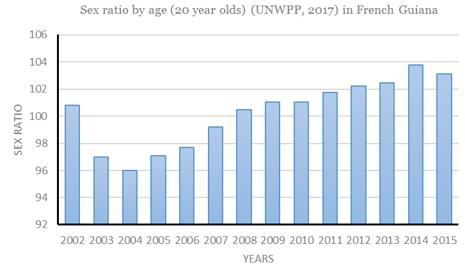 Sex ratio by age (20 year olds) (UNWPP, 2017) in French Guiana
106
104
102
100
98
96
94
92
SEX RATIO
2002 2003 2004 2005 2006 2007 2008 2009 2010 2011 2012 2013 2014 2015
YEARS